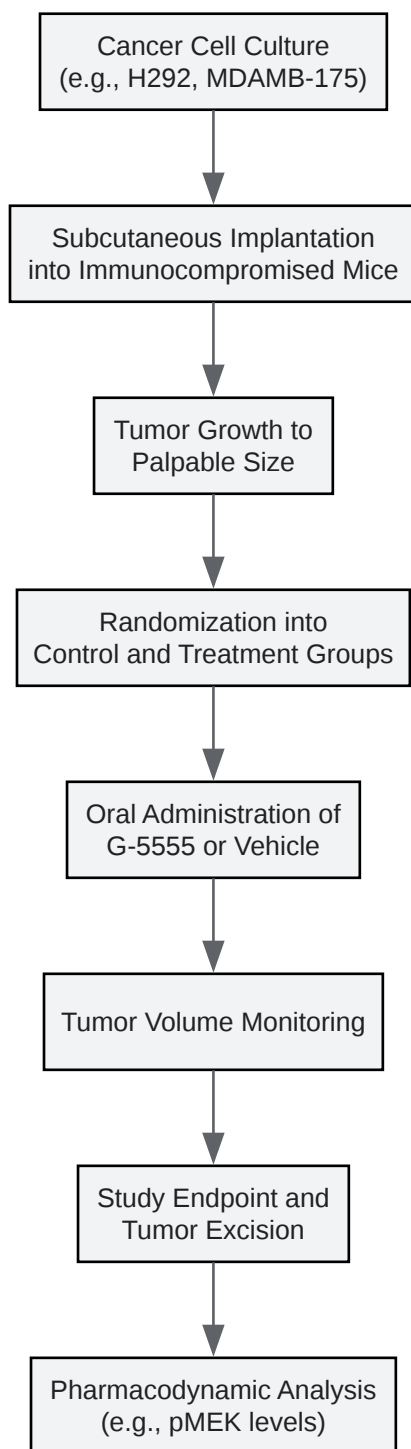 Cancer Cell Culture
(e.g., H292, MDAMB-175)
Subcutaneous Implantation
into Immunocompromised Mice
Tumor Growth to
Palpable Size
Randomization into
Control and Treatment Groups
Oral Administration of
G-5555 or Vehicle
Tumor Volume Monitoring
Study Endpoint and
Tumor Excision
Pharmacodynamic Analysis
(e.g., pMEK levels)